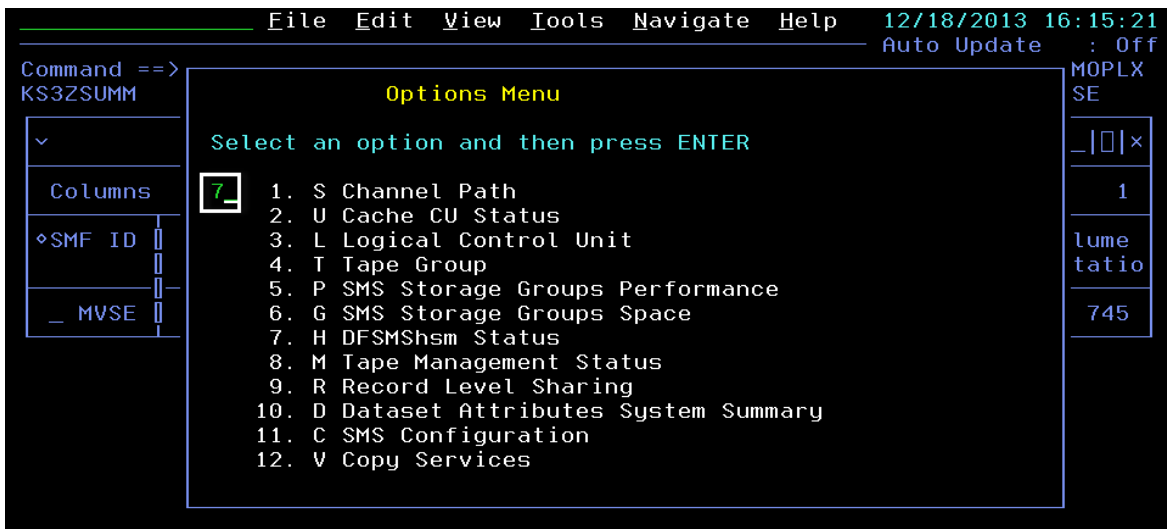 File Edit View Tools Navigate Help 12/18/2013 16:15:21
Auto Update : Off
Command ==>
MOPLX
KS3ZSUMM
SE
Options Menu
Select an option and then press ENTER
Columns
1
◇SMF ID
lume
tatio
_ MVSE
745
7_
1. S Channel Path
2. U Cache CU Status
3. L Logical Control Unit
4. T Tape Group
5. P SMS Storage Groups Performance
6. G SMS Storage Groups Space
7. H DFSMShsm Status
8. M Tape Management Status
9. R Record Level Sharing
10. D Dataset Attributes System Summary
11. C SMS Configuration
12. V Copy Services